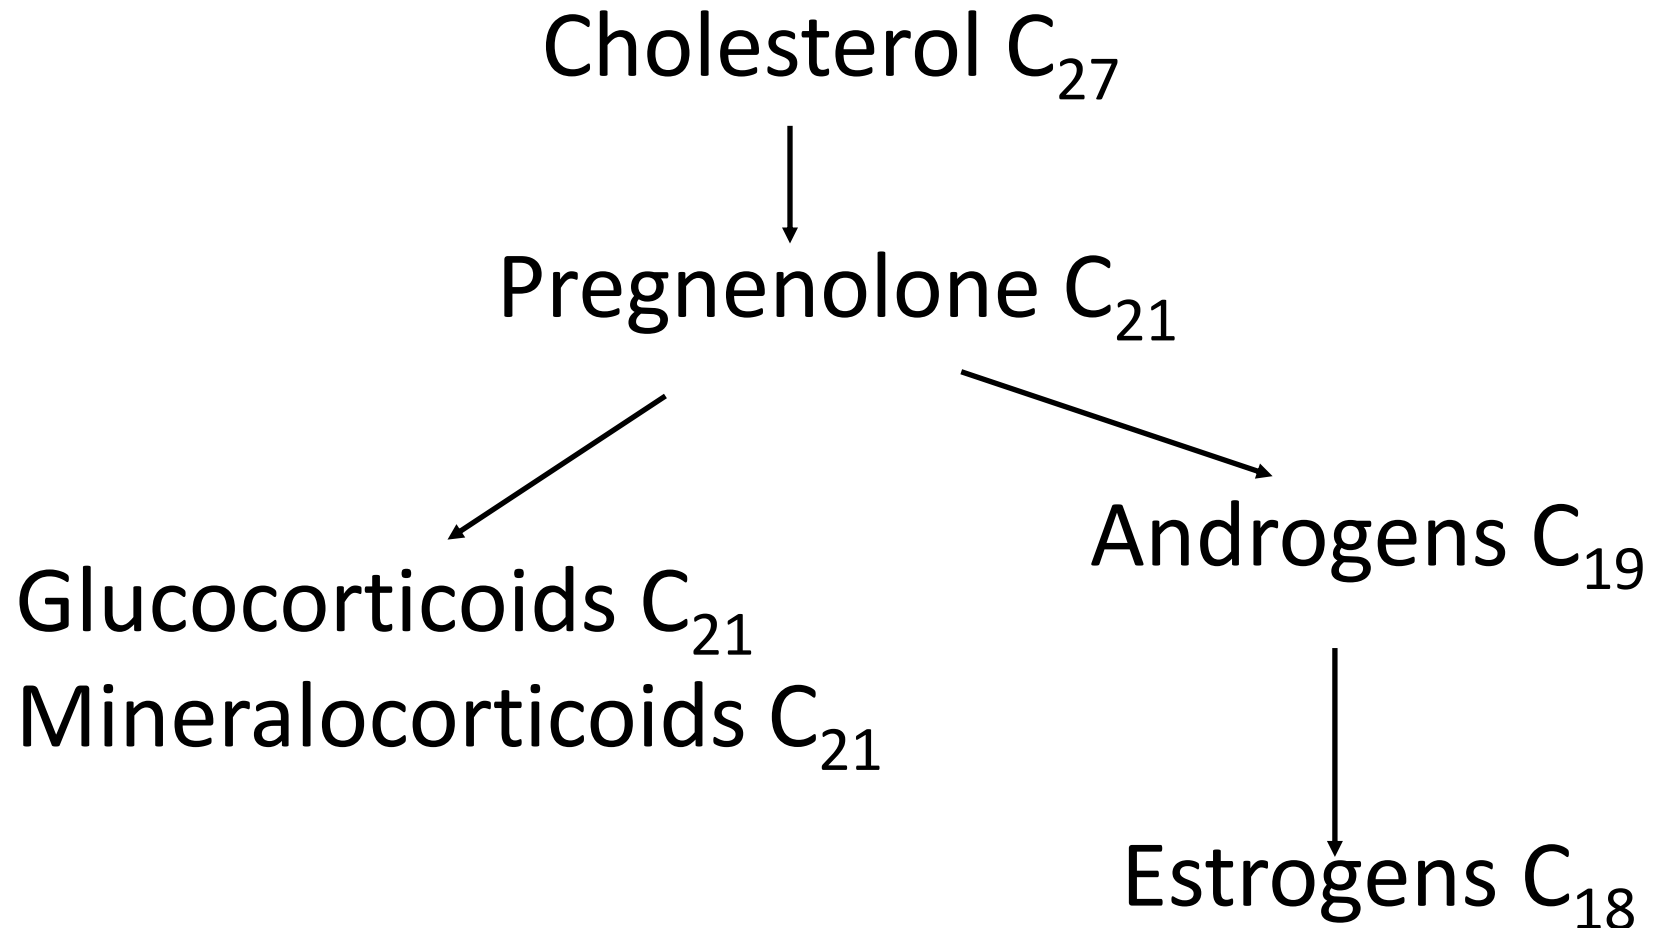 Cholesterol C₂₇
Pregnenolone C₂₁
Androgens C₁₉
Glucocorticoids C₂₁
Mineralocorticoids C₂₁
Estrogens C₁₈